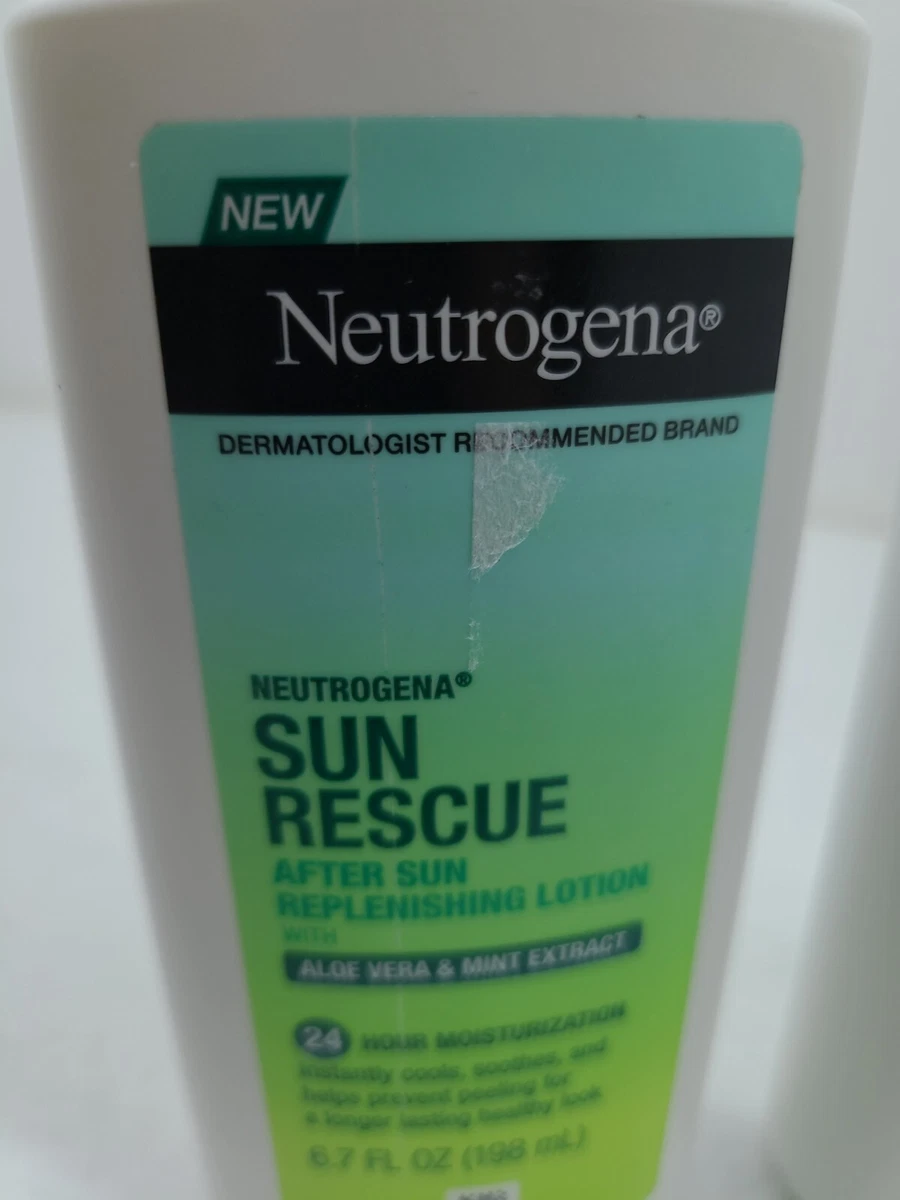 NEW
Neutrogena®
DERMATOLOGIST RECOMMENDED BRAND
NEUTROGENA®
SUN
RESCUE
AFTER SUN
REPLENISHING LOTION
WITH
ALOE VERA & MINT EXTRACT
24 HOUR MOISTURIZATION
instantly cools, soothes, and
helps prevent peeling for
a longer lasting healthy look
6.7 FL OZ (198 mL)